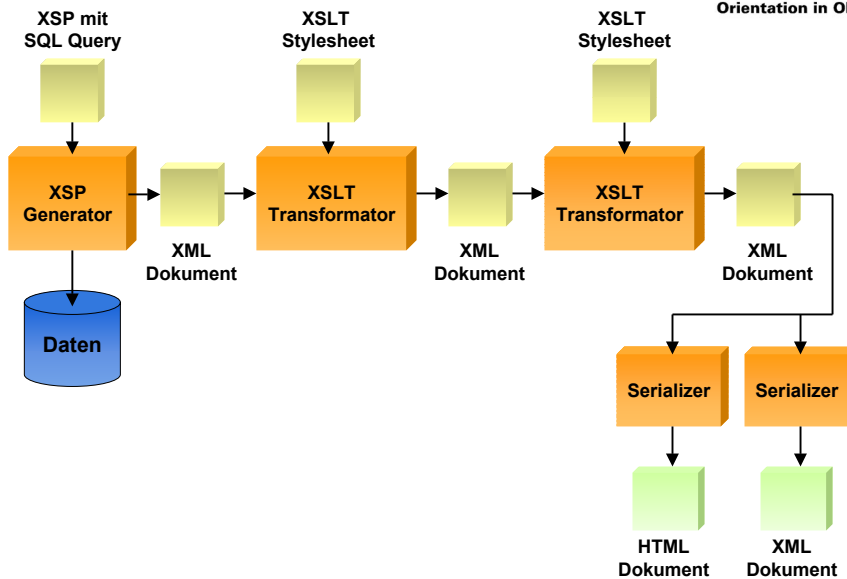 Orientation in
XSP mit
SQL Query
XSLT
Stylesheet
XSLT
Stylesheet
XSP
Generator
XSLT
Transformator
XSLT
Transformator
XML
Dokument
XML
Dokument
XML
Dokument
Daten
Serializer
Serializer
HTML
Dokument
XML
Dokument